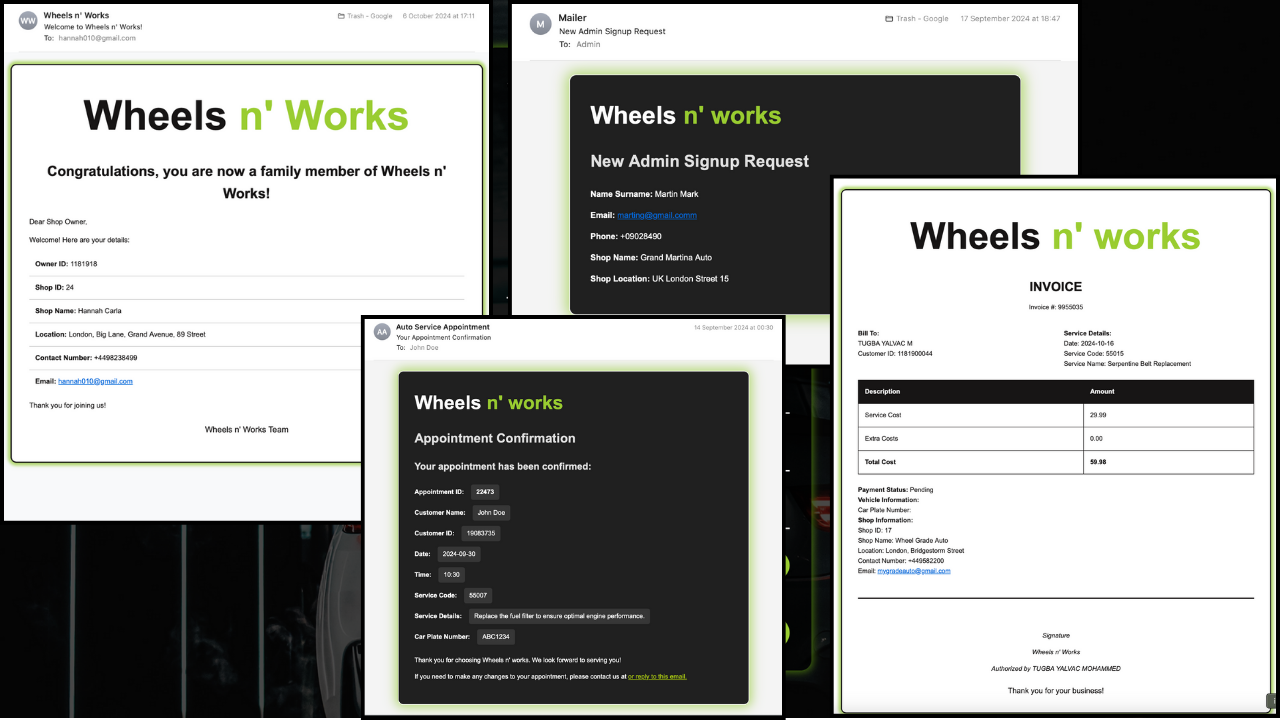 WW
Wheels n' Works
Welcome to Wheels n' Works!
To: hannah010@gmail.com
Trash - Google 6 October 2024 at 17:11
Wheels n' Works
Congratulations, you are now a family member of Wheels n'
Works!
Dear Shop Owner,
Welcome! Here are your details:
Owner ID: 1181918
Shop ID: 24
Shop Name: Hannah Carla
Location: London, Big Lane, Grand Avenue, 89 Street
Contact Number: +4498238499
Email: hannah010@gmail.com
Thank you for joining us!
Wheels n' Works Team
M
Mailer
New Admin Signup Request
To: Admin
Trash - Google 17 September 2024 at 18:47
Wheels n' works
New Admin Signup Request
Name Surname: Martin Mark
Email: marting@gmail.comm
Phone: +09028490
Shop Name: Grand Martina Auto
Shop Location: UK London Street 15
AA
Auto Service Appointment
Your Appointment Confirmation
To: John Doe
14 September 2024 at 00:30
Wheels n' works
Appointment Confirmation
Your appointment has been confirmed:
Appointment ID: 22473
Customer Name: John Doe
Customer ID: 19083735
Date: 2024-09-30
Time: 10:30
Service Code: 55007
Service Details: Replace the fuel filter to ensure optimal engine performance.
Car Plate Number: ABC1234
Thank you for choosing Wheels n' works. We look forward to serving you!
If you need to make any changes to your appointment, please contact us at or reply to this email.
Wheels n' works
INVOICE
Invoice #: 9955035
Bill To:
TUGBA YALVAC M
Customer ID: 1181900044
Service Details:
Date: 2024-10-16
Service Code: 55015
Service Name: Serpentine Belt Replacement
Description Amount
Service Cost 29.99
Extra Costs 0.00
Total Cost 59.98
Payment Status: Pending
Vehicle Information:
Car Plate Number:
Shop Information:
Shop ID: 17
Shop Name: Wheel Grade Auto
Location: London, Bridgestorm Street
Contact Number: +449582200
Email: mygradeauto@gmail.com
Signature
Wheels n' Works
Authorized by TUGBA YALVAC MOHAMMED
Thank you for your business!